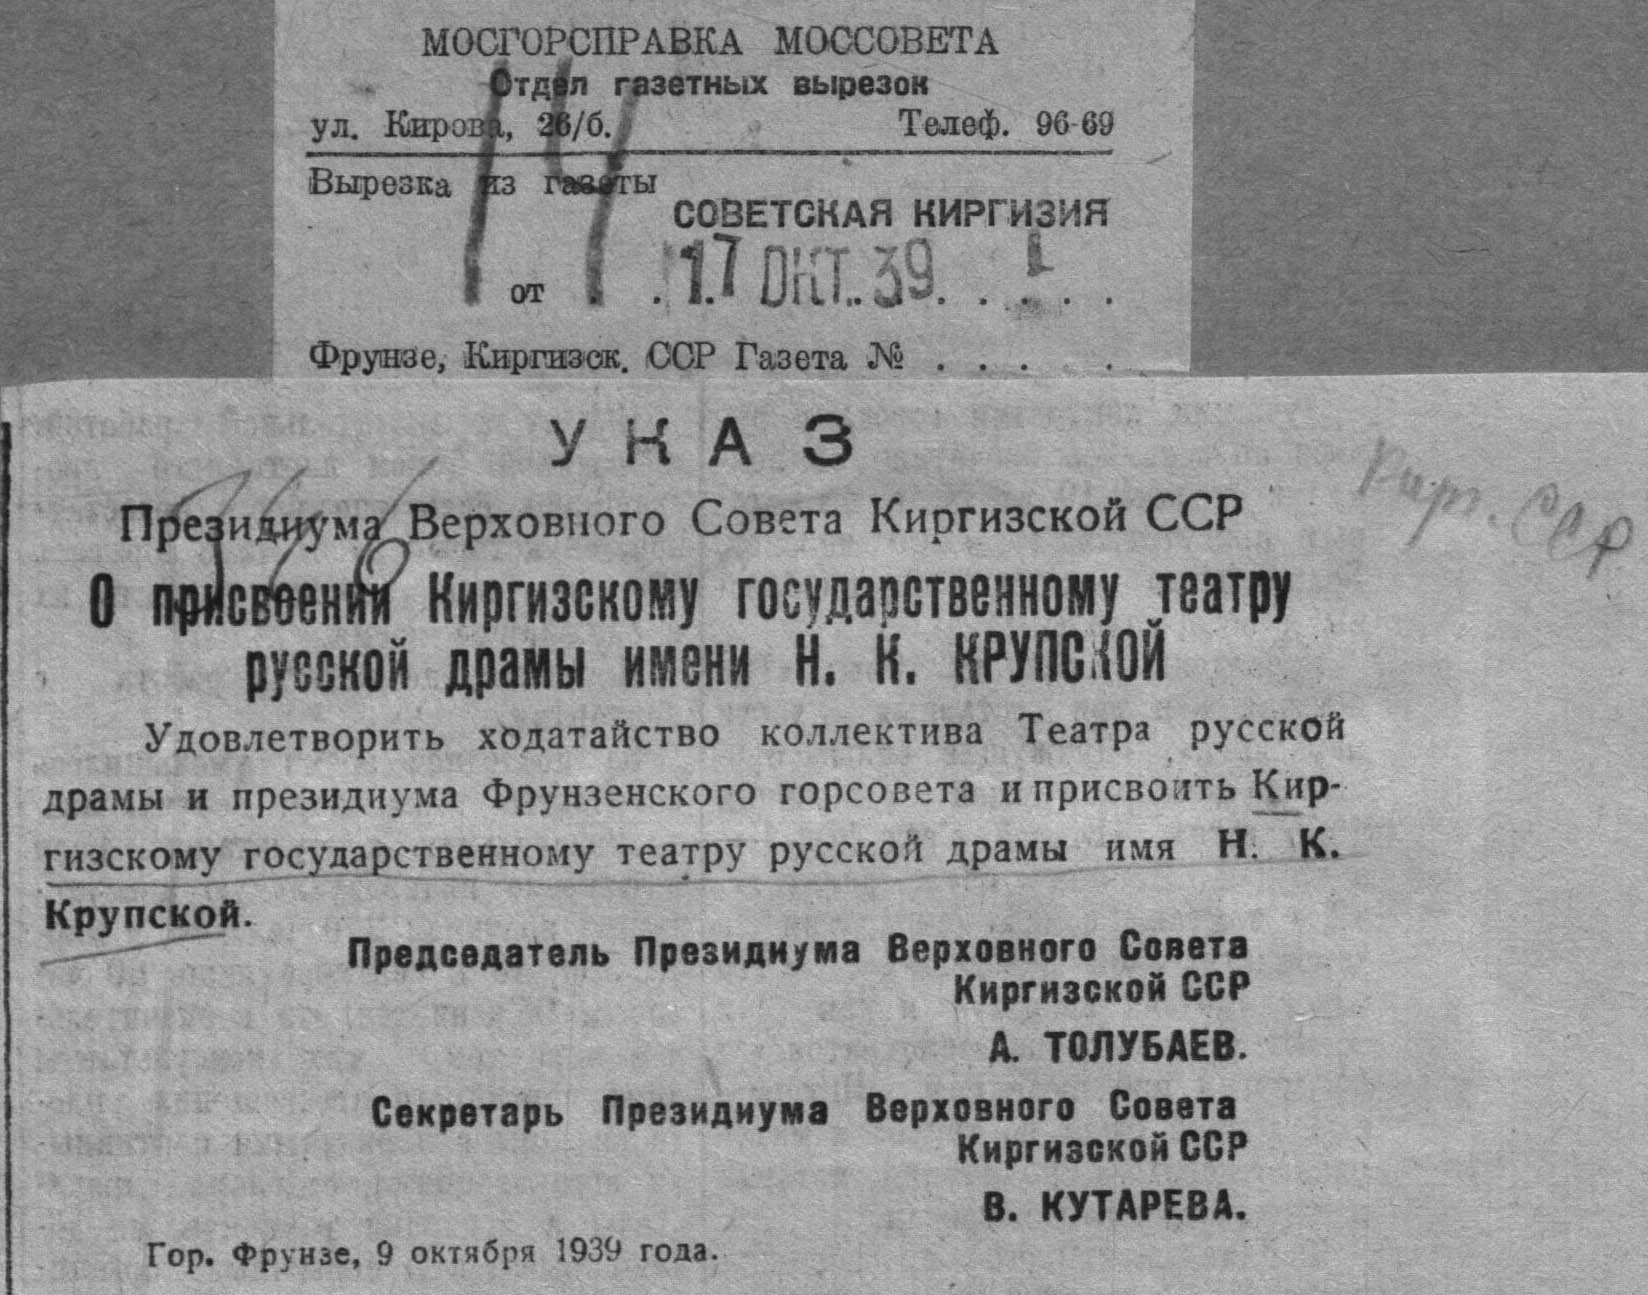 МОСГОРСПРАВКА МОССОВЕТА
Отдел газетных вырезок
ул. Кирова, 26/б. Телеф. 96-69
Вырезка из газеты
СОВЕТСКАЯ КИРГИЗИЯ
от . . 17 ОКТ. 39 . . . . .
Фрунзе, Киргизск. ССР Газета № . . . . .
УКАЗ
Президиума Верховного Совета Киргизской ССР
О присвоении Киргизскому государственному театру
русской драмы имени Н. К. КРУПСКОЙ
Удовлетворить ходатайство коллектива Театра русской
драмы и президиума Фрунзенского горсовета и присвоить Кир-
гизскому государственному театру русской драмы имя Н. К.
Крупской.
Председатель Президиума Верховного Совета
Киргизской ССР
А. ТОЛУБАЕВ.
Секретарь Президиума Верховного Совета
Киргизской ССР
В. КУТАРЕВА.
Гор. Фрунзе, 9 октября 1939 года.
14
Кирг. ССР